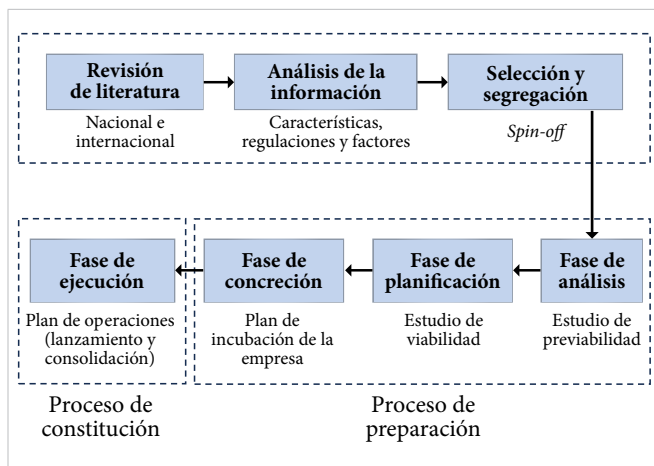 Revisión
de literatura
Nacional e
internacional
Análisis de la
información
Características,
regulaciones y factores
Selección y
segregación
Spin-off
Fase de
ejecución
Plan de operaciones
(lanzamiento y
consolidación)
Fase de
concreción
Plan de
incubación de la
empresa
Fase de
planificación
Estudio de
viabilidad
Fase de
análisis
Estudio de
previabilidad
Proceso de
constitución
Proceso de
preparación